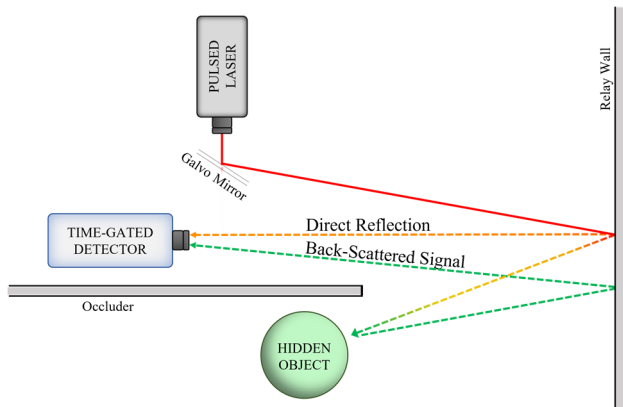 PULSED
LASER
Relay Wall
Galvo Mirror
Direct Reflection
TIME-GATED
DETECTOR
Back-Scattered Signal
Occluder
HIDDEN
OBJECT